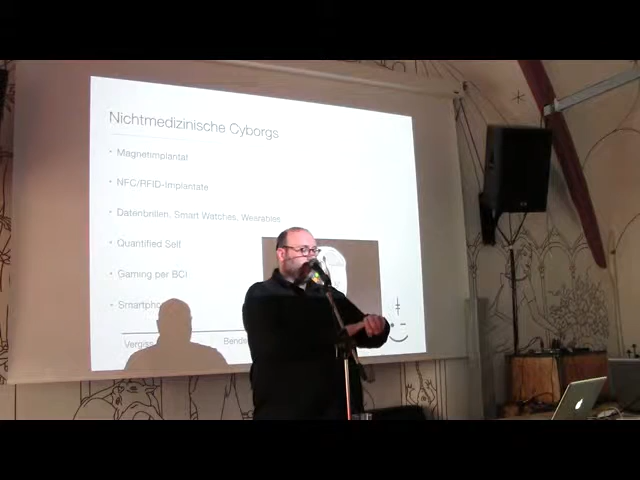 Nichtmedizinische Cyborgs
• Magnetimplantat
• NFC/RFID-Implantate
• Datenbrillen, Smart Watches, Wearables
• Quantified Self
• Gaming per BCI